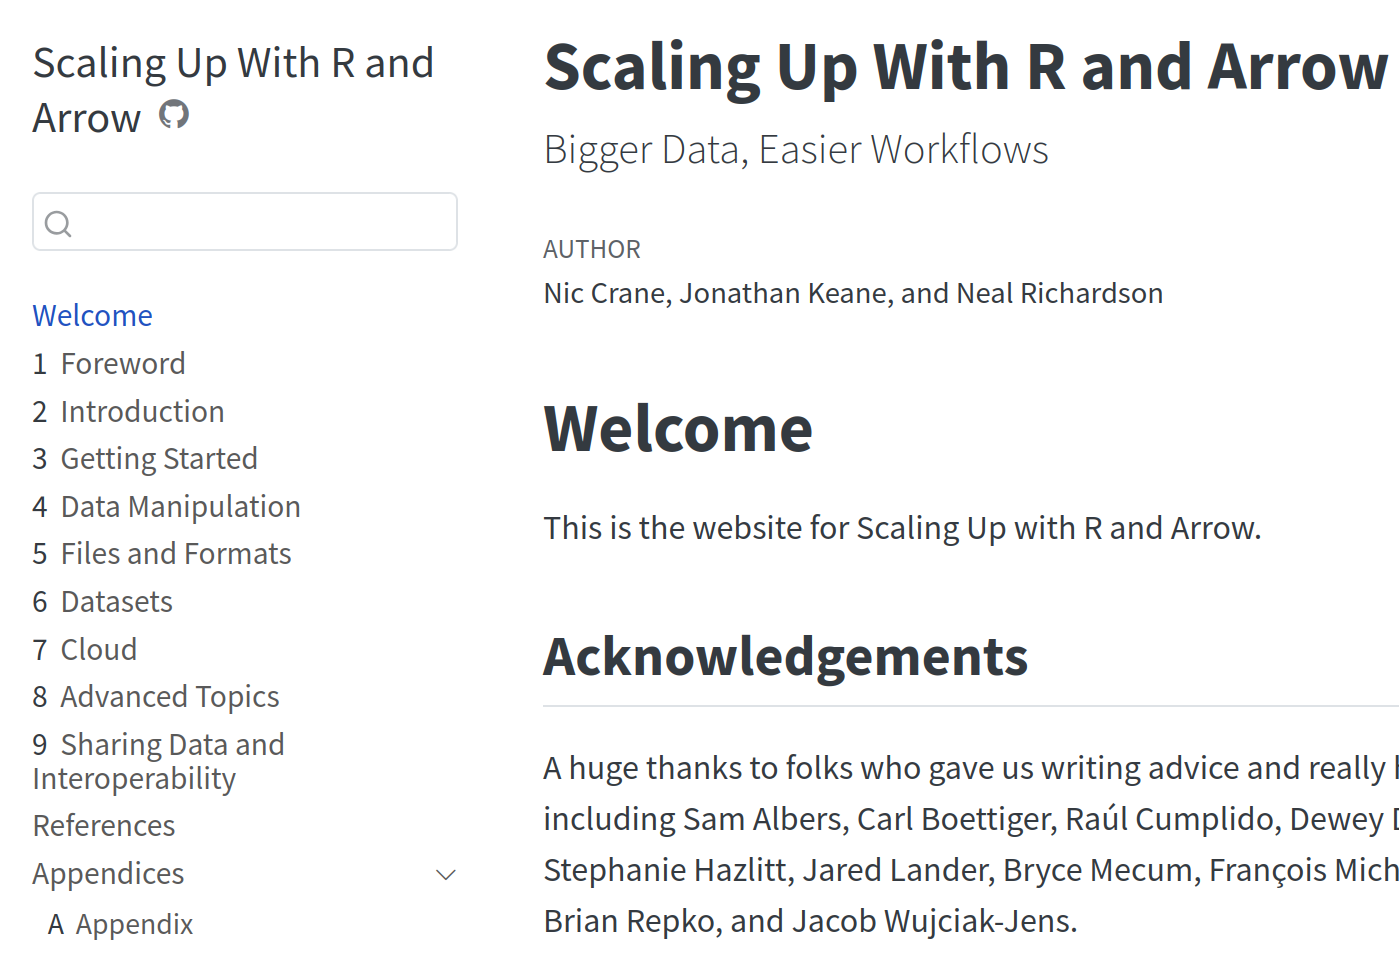 Scaling Up With R and
Arrow
Welcome
1 Foreword
2 Introduction
3 Getting Started
4 Data Manipulation
5 Files and Formats
6 Datasets
7 Cloud
8 Advanced Topics
9 Sharing Data and
Interoperability
References
Appendices
A Appendix
Scaling Up With R and Arrow
Bigger Data, Easier Workflows
AUTHOR
Nic Crane, Jonathan Keane, and Neal Richardson
Welcome
This is the website for Scaling Up with R and Arrow.
Acknowledgements
A huge thanks to folks who gave us writing advice and really
including Sam Albers, Carl Boettiger, Raúl Cumplido, Dewey
Stephanie Hazlitt, Jared Lander, Bryce Mecum, François Mich
Brian Repko, and Jacob Wujciak-Jens.